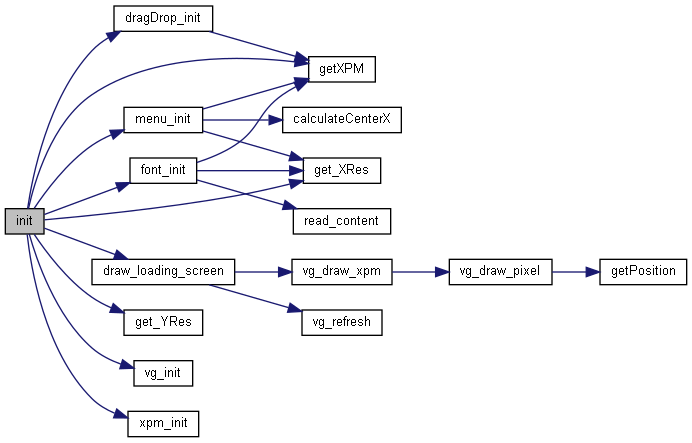 dragDrop_init
getXPM
menu_init
calculateCenterX
font_init
get_XRes
init
read_content
draw_loading_screen
vg_draw_xpm
vg_draw_pixel
getPosition
get_YRes
vg_refresh
vg_init
xpm_init